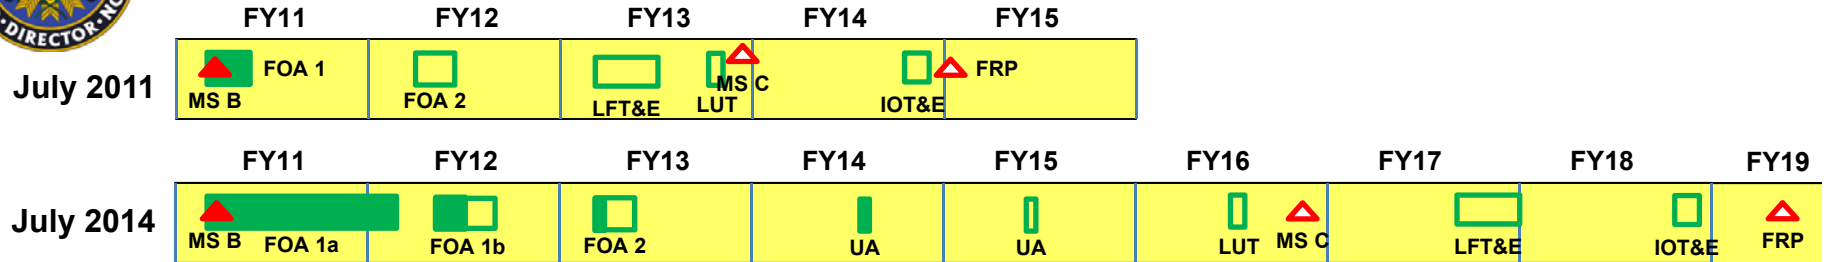 DIRECTOR
FY11 FY12 FY13 FY14 FY15
July 2011
FOA 1
FRP
MS B
FOA 2
LFT&E
LUT
MS C
IOT&E
FY11 FY12 FY13 FY14 FY15 FY16 FY17 FY18 FY19
July 2014
MS B FOA 1a FOA 1b FOA 2 UA UA LUT MS C LFT&E IOT&E FRP